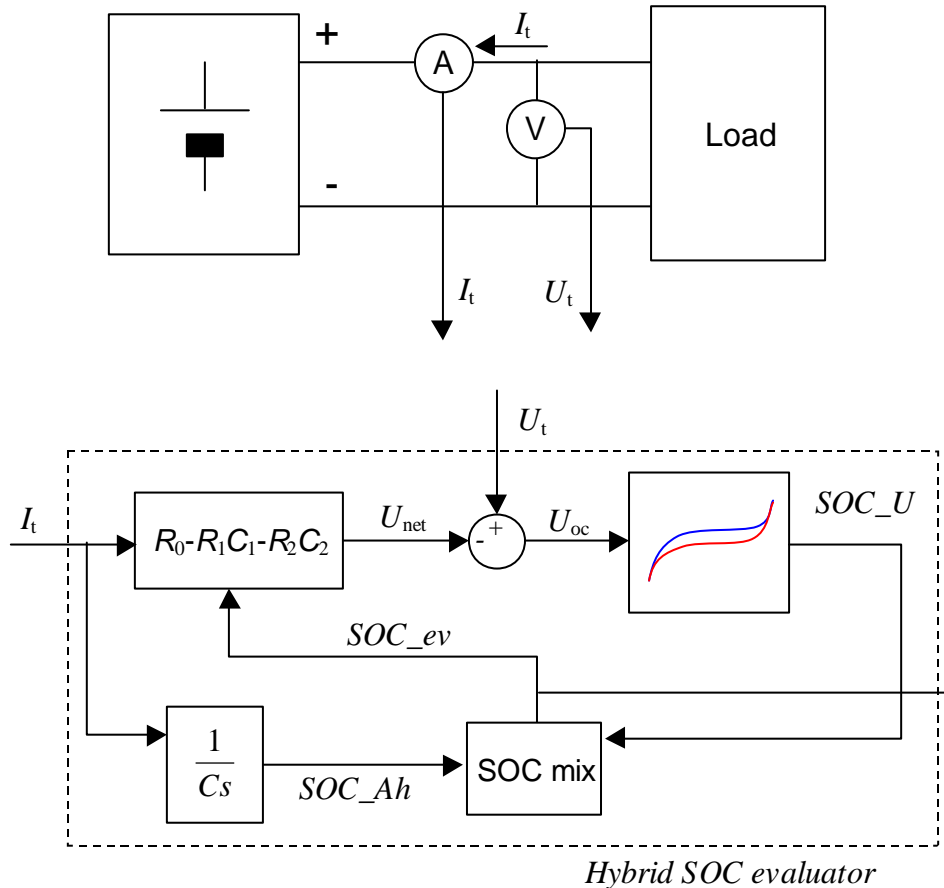 +
I_t
A
V
Load
-
I_t
U_t
U_t
I_t
R_0-R_1C_1-R_2C_2
U_net
- +
U_oc
SOC_U
SOC_ev
1
Cs
SOC_Ah
SOC mix
Hybrid SOC evaluator